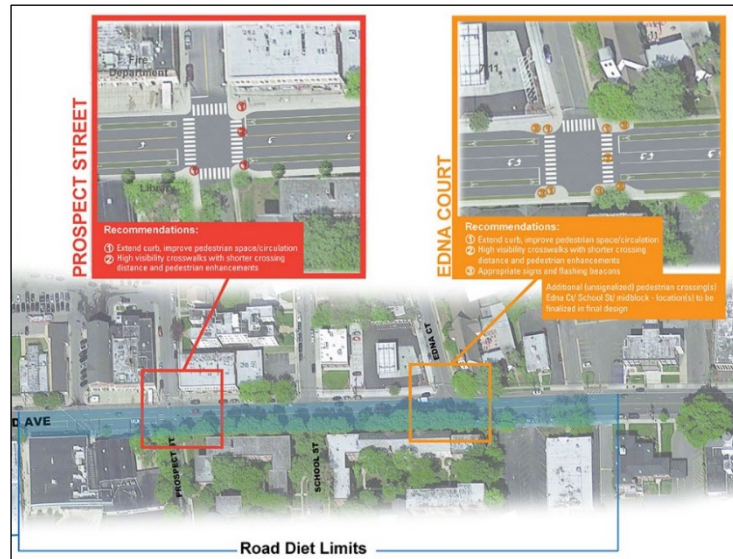 PROSPECT STREET
Fire
Department
Library
Recommendations:
① Extend curb, improve pedestrian space/circulation
② High visibility crosswalks with shorter crossing
distance and pedestrian enhancements
EDNA COURT
7-11
Recommendations:
① Extend curb, improve pedestrian space/circulation
② High visibility crosswalks with shorter crossing
distance and pedestrian enhancements
③ Appropriate signs and flashing beacons
Additional (unsignalized) pedestrian crossing(s)
Edna Ct/ School St/ midblock - location(s) to be
finalized in final design
EDNA CT
D AVE
PROSPECT ST
SCHOOL ST
Road Diet Limits